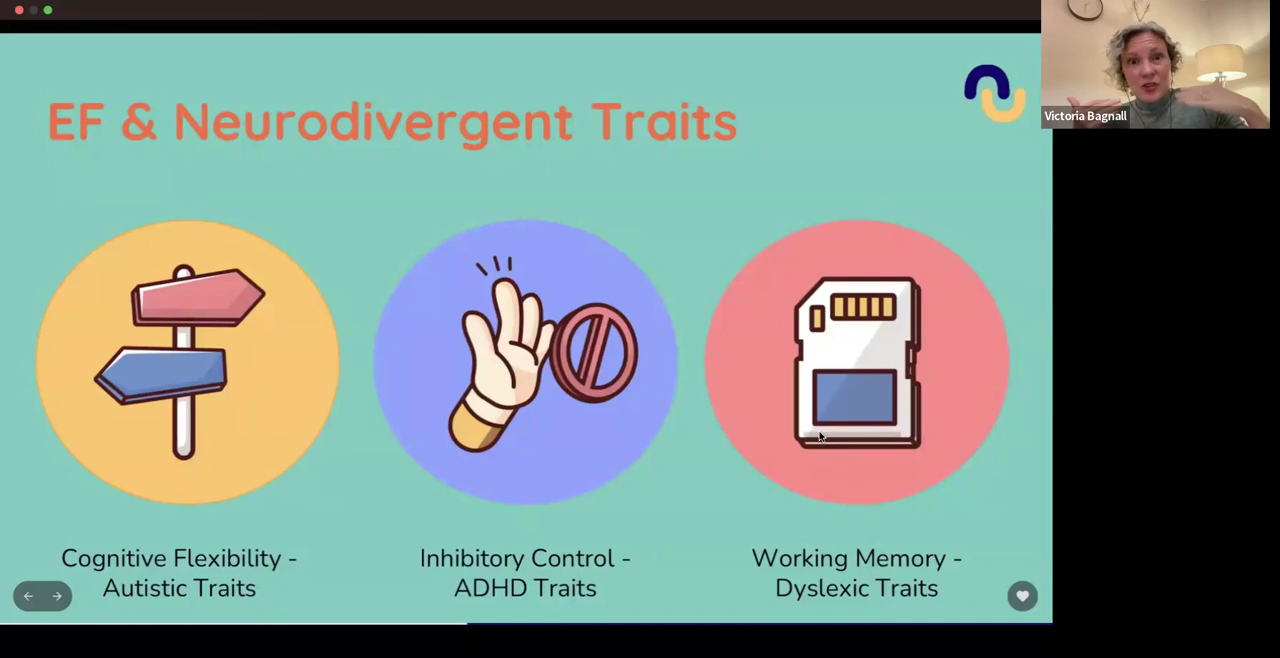 EF & Neurodivergent Traits
Victoria Bagnall
Cognitive Flexibility -
Autistic Traits
Inhibitory Control -
ADHD Traits
Working Memory -
Dyslexic Traits